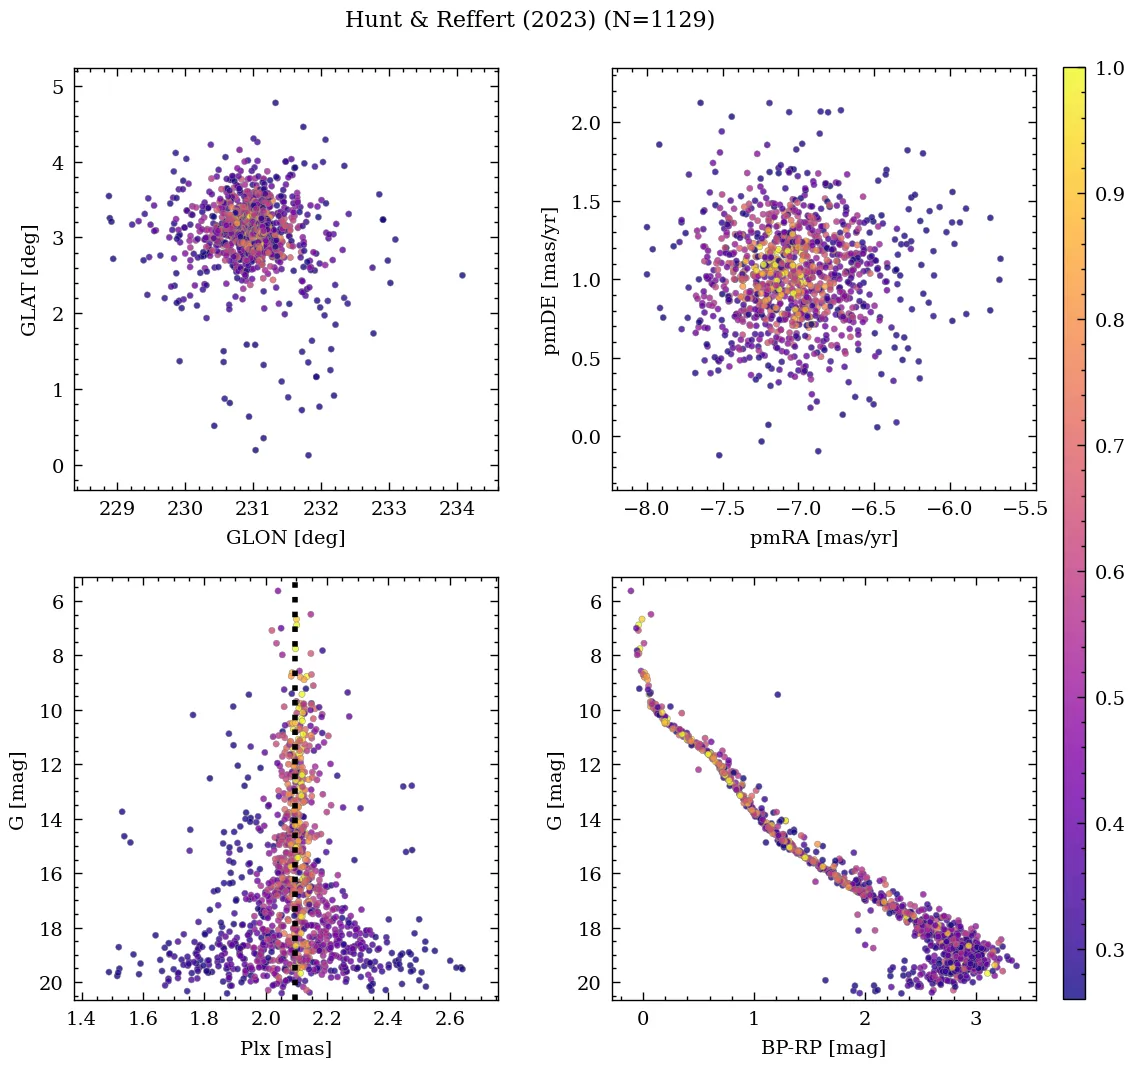 Hunt & Reffert (2023) (N=1129)
5
4
3
2
1
0
GLAT [deg]
229 230 231 232 233 234
GLON [deg]
2.0
1.5
1.0
0.5
0.0
pmDE [mas/yr]
−8.0 −7.5 −7.0 −6.5 −6.0 −5.5
pmRA [mas/yr]
1.0
0.9
0.8
0.7
0.6
0.5
0.4
0.3
6
8
10
12
14
16
18
20
G [mag]
1.4 1.6 1.8 2.0 2.2 2.4 2.6
Plx [mas]
6
8
10
12
14
16
18
20
G [mag]
0 1 2 3
BP-RP [mag]